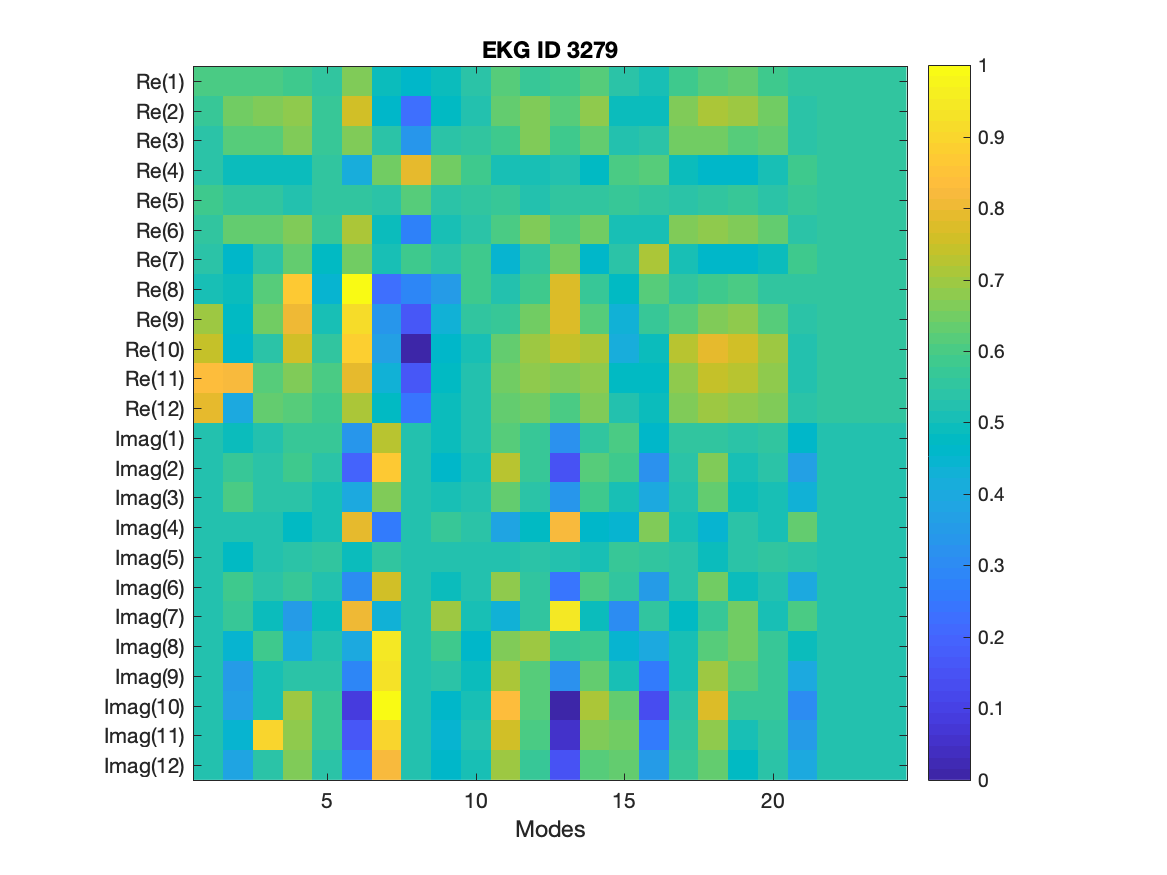 EKG ID 3279
Re(1)
Re(2)
Re(3)
Re(4)
Re(5)
Re(6)
Re(7)
Re(8)
Re(9)
Re(10)
Re(11)
Re(12)
Imag(1)
Imag(2)
Imag(3)
Imag(4)
Imag(5)
Imag(6)
Imag(7)
Imag(8)
Imag(9)
Imag(10)
Imag(11)
Imag(12)
5 10 15 20
Modes
1
0.9
0.8
0.7
0.6
0.5
0.4
0.3
0.2
0.1
0